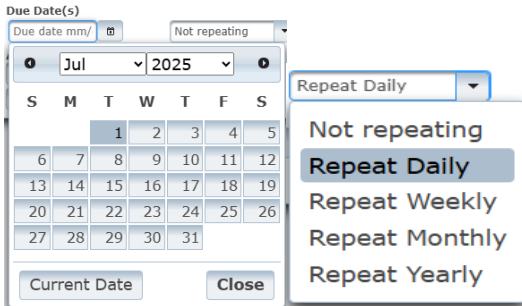 Due Date(s)
Due date mm/ Not repeating
Jul 2025
S M T W T F S
1 2 3 4 5
6 7 8 9 10 11 12
13 14 15 16 17 18 19
20 21 22 23 24 25 26
27 28 29 30 31
Current Date Close
Repeat Daily
Not repeating
Repeat Daily
Repeat Weekly
Repeat Monthly
Repeat Yearly